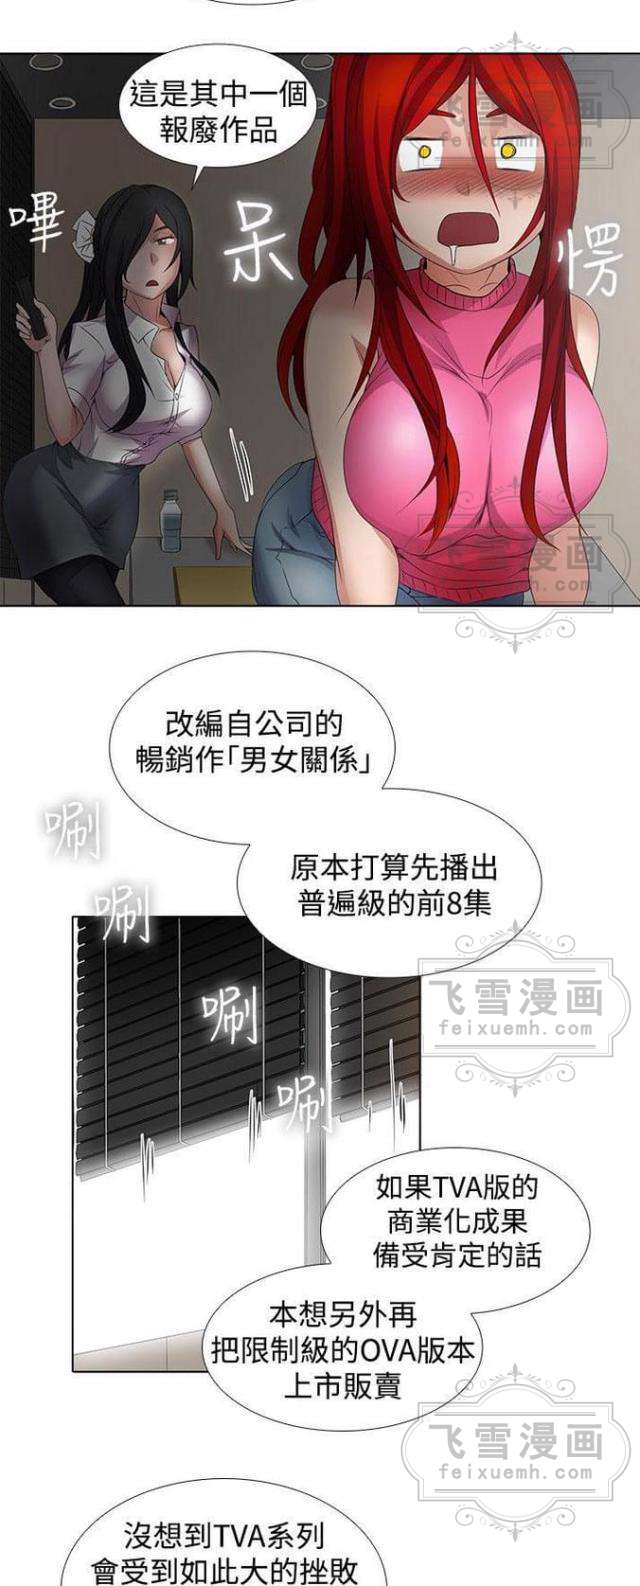 這是其中一個
報廢作品
嗶
呆
愣
飞雪漫画
feixuemh.com
飞雪漫画
feixuemh.com
改編自公司的
暢銷作「男女關係」
唰
原本打算先播出
普遍級的前8集
唰
飞雪漫画
feixuemh.com
唰
唰
如果TVA版的
商業化成果
備受肯定的話
本想另外再
把限制級的OVA版本
上市販賣
飞雪漫画
feixuemh.com
沒想到TVA系列
會受到如此大的挫敗